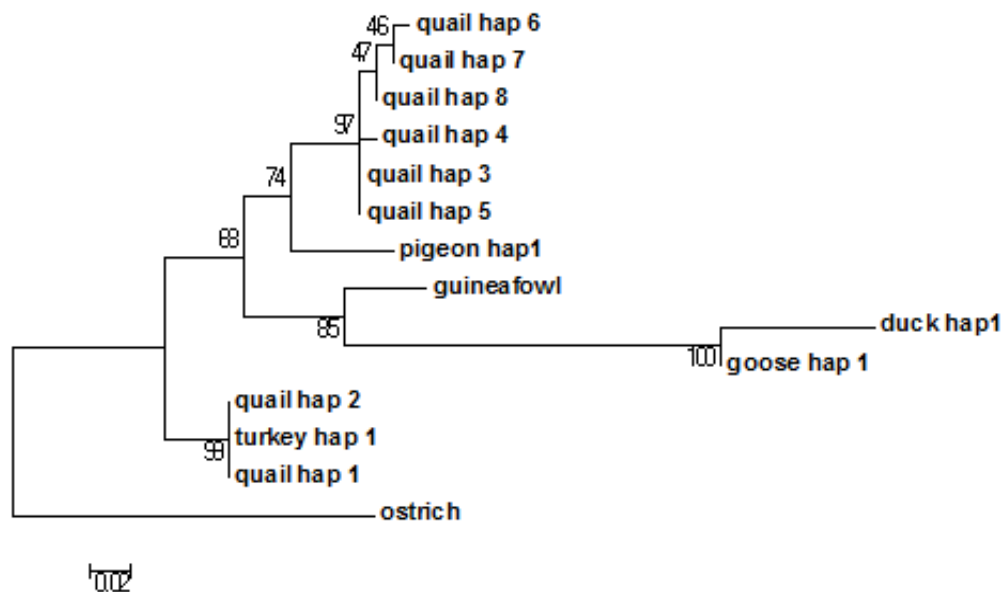 46
quail hap 6
47
quail hap 7
quail hap 8
97
quail hap 4
74
quail hap 3
quail hap 5
68
pigeon hap1
guineafowl
85
duck hap1
100
goose hap 1
quail hap 2
turkey hap 1
99
quail hap 1
ostrich
0.02